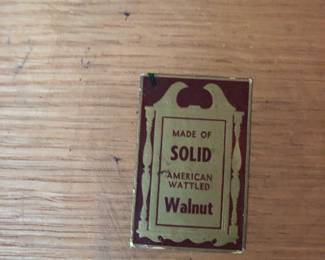 MADE OF
SOLID
AMERICAN
WATTLED
Walnut